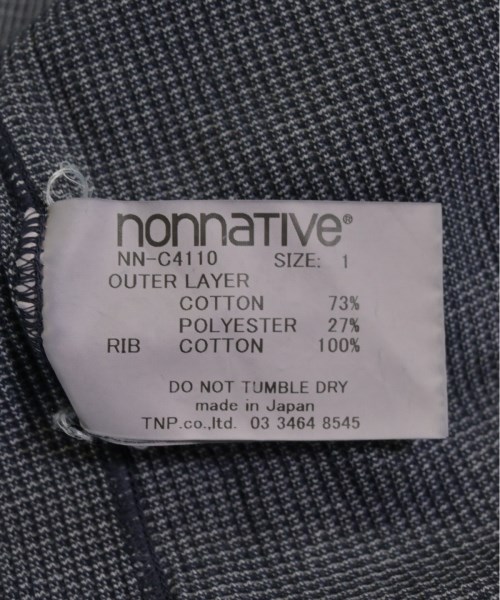 nonnative®
NN-C4110 SIZE: 1
OUTER LAYER
COTTON 73%
POLYESTER 27%
RIB COTTON 100%
DO NOT TUMBLE DRY
made in Japan
TNP.co.,ltd. 03 3464 8545